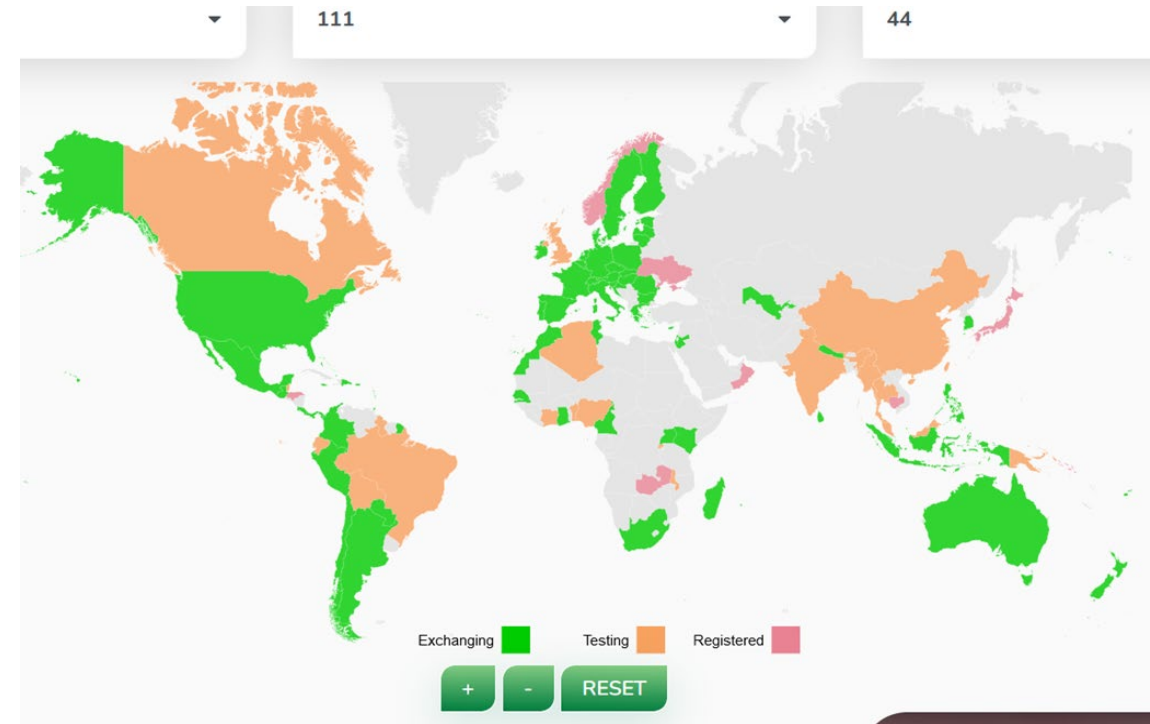 111
44
Exchanging
Testing
Registered
+
-
RESET